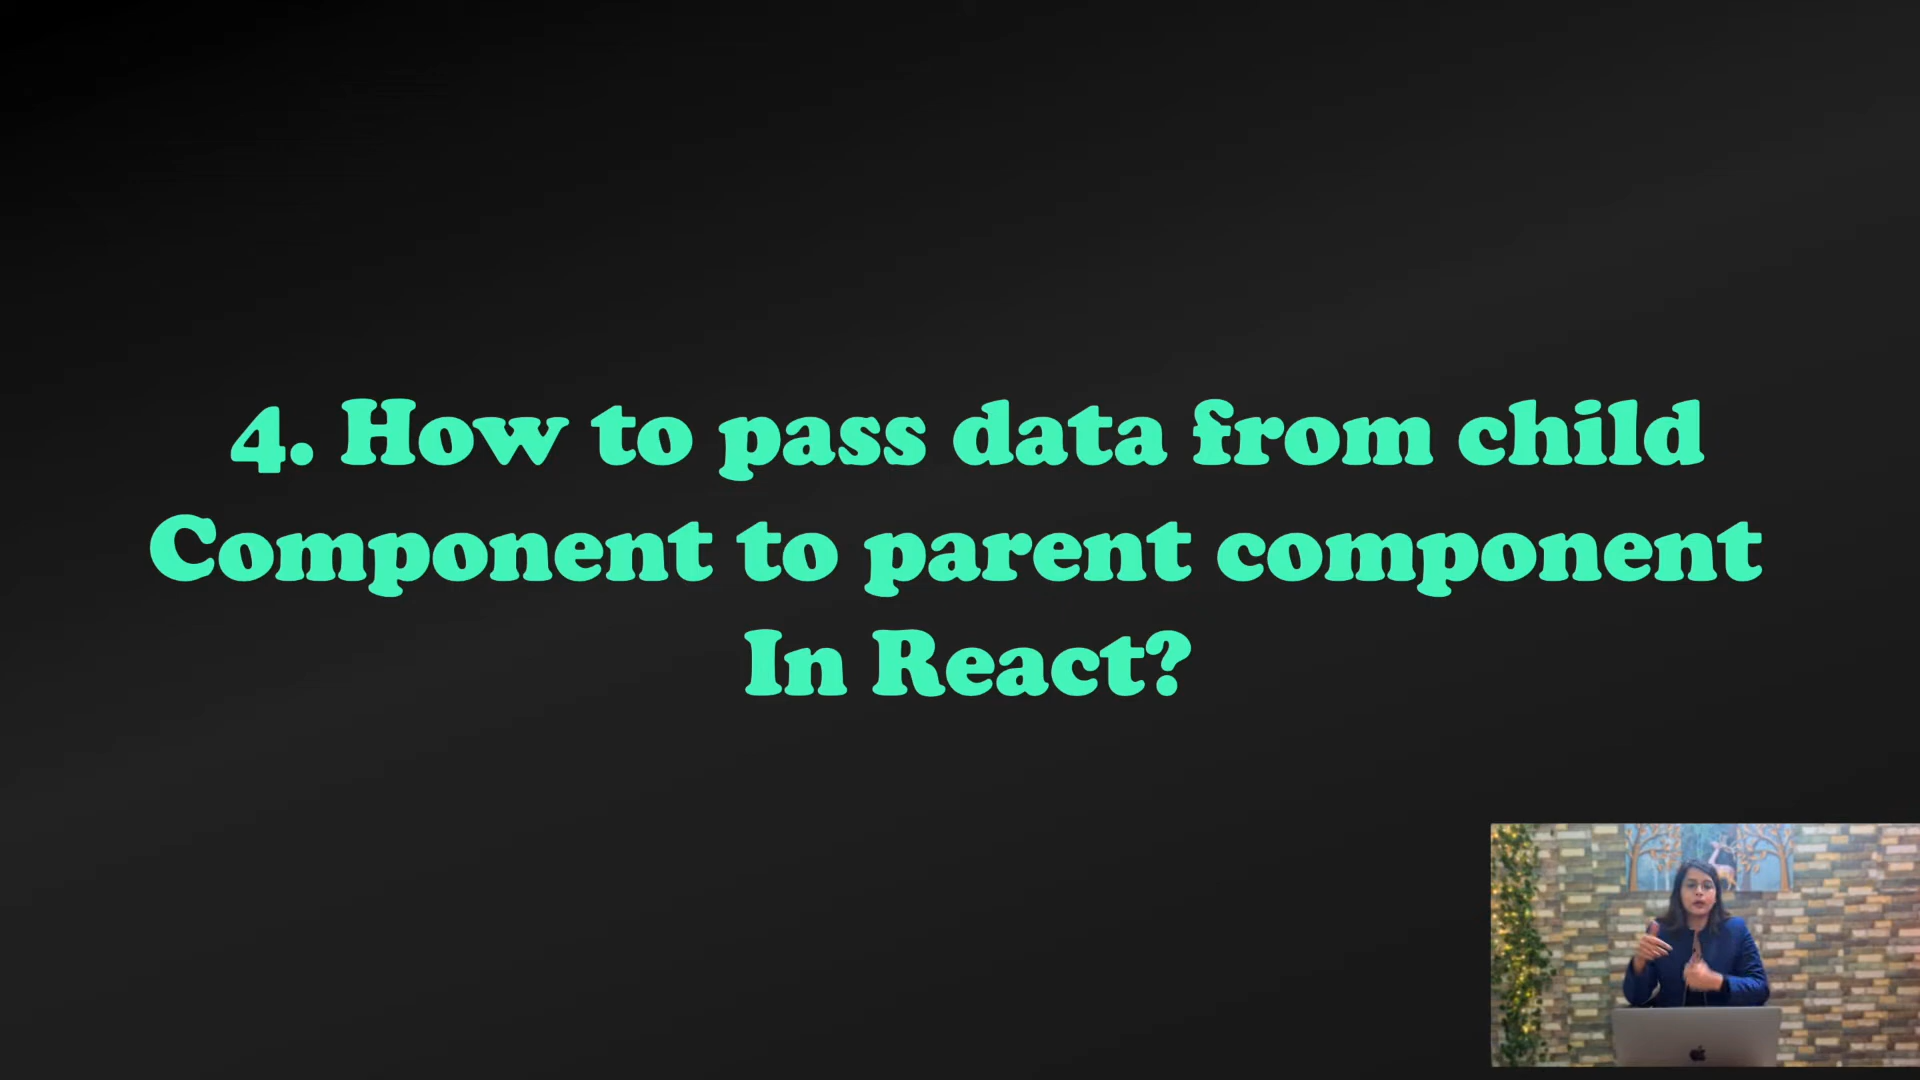 4. How to pass data from child
Component to parent component
In React?